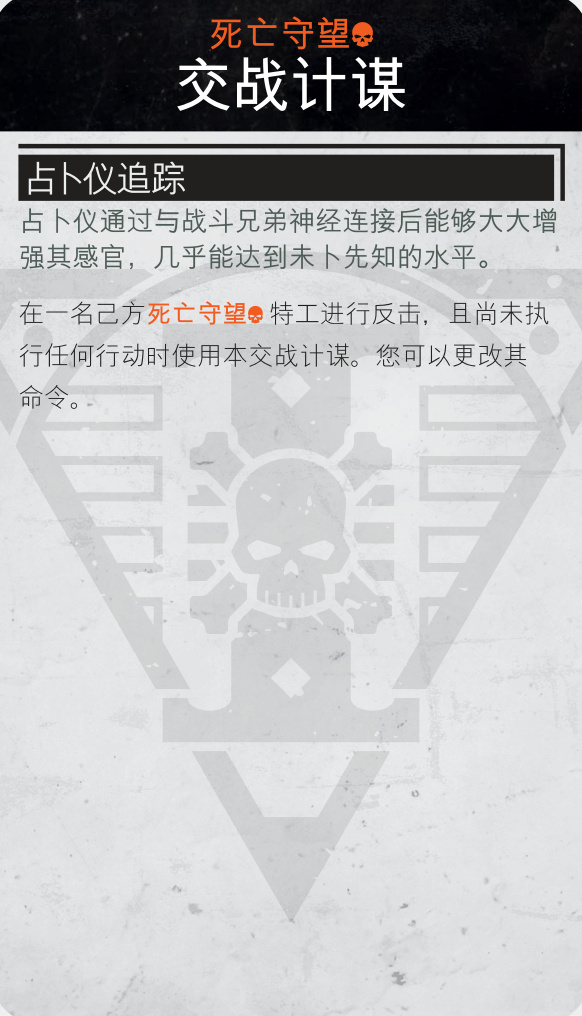 死亡守望
交战计谋
占卜仪追踪
占卜仪通过与战斗兄弟神经连接后能够大大增
强其感官，几乎能达到未卜先知的水平。
在一名己方死亡守望特工进行反击，且尚未执
行任何行动时使用本交战计谋。您可以更改其
命令。